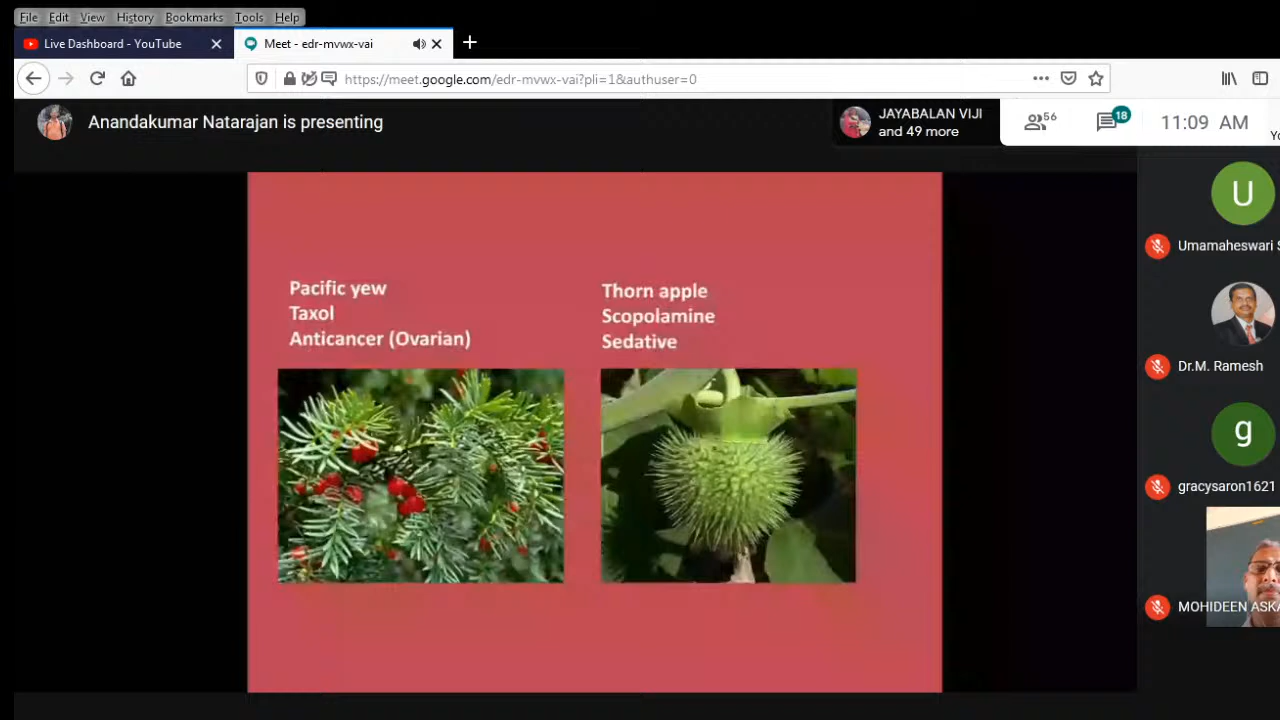 File Edit View History Bookmarks Tools Help
Live Dashboard - YouTube
Meet - edr-mvwx-vai
https://meet.google.com/edr-mvwx-vai?pli=1&authuser=0
Anandakumar Natarajan is presenting
JAYABALAN VIJI
and 49 more
56
18
11:09 AM
U
Umamaheswari S
Dr.M. Ramesh
g
gracysaron1621
MOHIDEEN ASKA
Pacific yew
Taxol
Anticancer (Ovarian)
Thorn apple
Scopolamine
Sedative